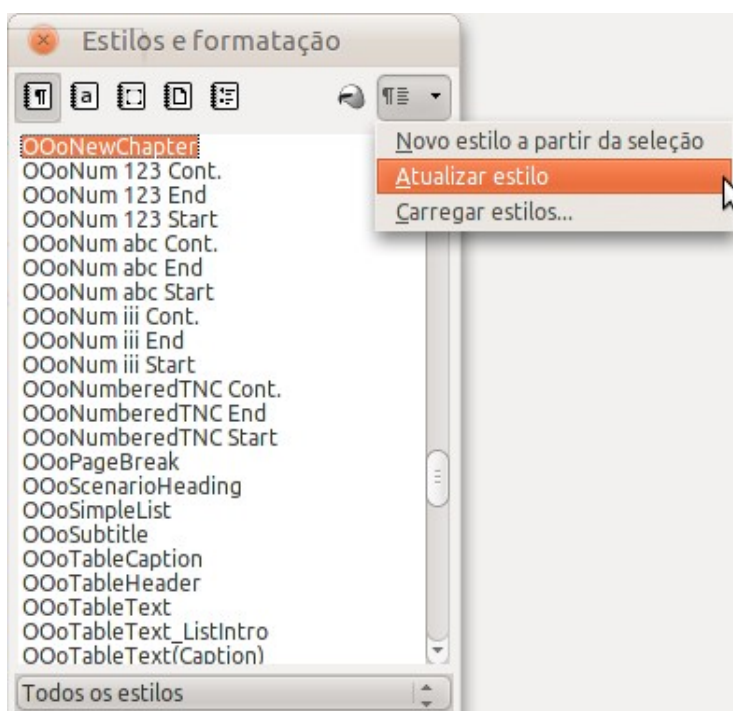 Estilos e formatação
Novo estilo a partir da seleção
Atualizar estilo
Carregar estilos...
OOoNewChapter
OOoNum 123 Cont.
OOoNum 123 End
OOoNum 123 Start
OOoNum abc Cont.
OOoNum abc End
OOoNum abc Start
OOoNum iii Cont.
OOoNum iii End
OOoNum iii Start
OOoNumberedTNC Cont.
OOoNumberedTNC End
OOoNumberedTNC Start
OOoPageBreak
OOoScenarioHeading
OOoSimpleList
OOoSubtitle
OOoTableCaption
OOoTableHeader
OOoTableText
OOoTableText_ListIntro
OOoTableText(Caption)
Todos os estilos